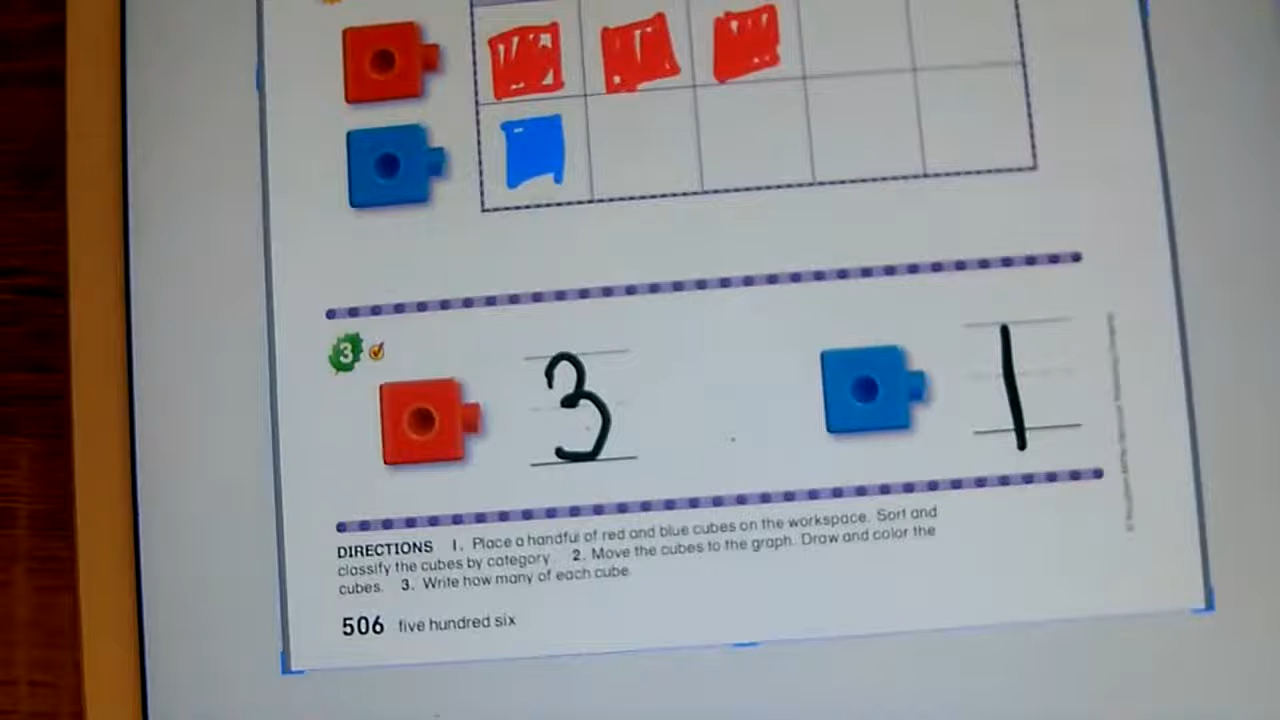 3
3
1
DIRECTIONS 1. Place a handful of red and blue cubes on the workspace. Sort and
classify the cubes by category 2. Move the cubes to the graph. Draw and color the
cubes. 3. Write how many of each cube.
506 five hundred six